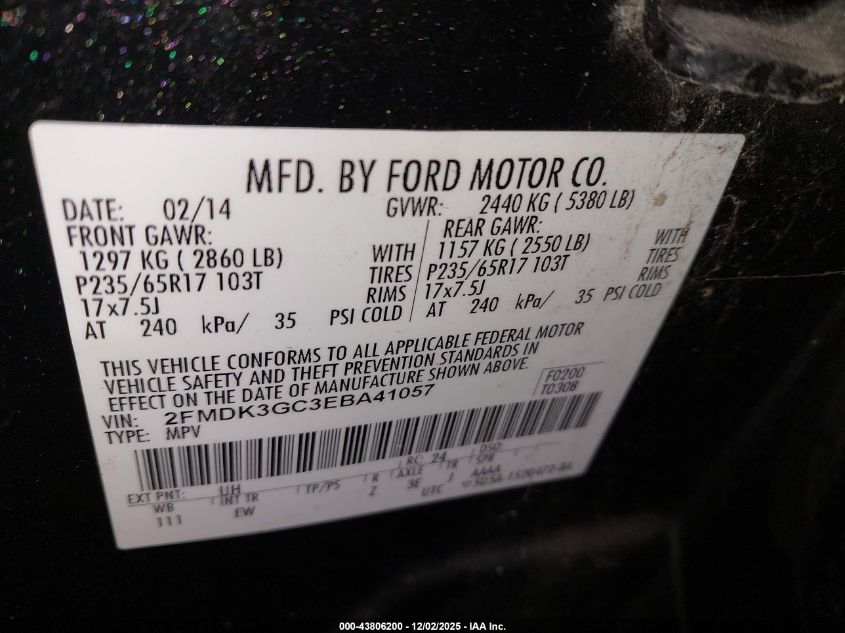 MFD. BY FORD MOTOR CO.
DATE: 02/14 GVWR: 2440 KG ( 5380 LB)
FRONT GAWR: REAR GAWR:
1297 KG ( 2860 LB) WITH 1157 KG ( 2550 LB) WITH
P235/65R17 103T TIRES P235/65R17 103T TIRES
17x7.5J RIMS 17x7.5J RIMS
AT 240 kPa/ 35 PSI COLD AT 240 kPa/ 35 PSI COLD
THIS VEHICLE CONFORMS TO ALL APPLICABLE FEDERAL MOTOR
VEHICLE SAFETY AND THEFT PREVENTION STANDARDS IN
EFFECT ON THE DATE OF MANUFACTURE SHOWN ABOVE.
F0200
T0308
VIN: 2FMDK3GC3EBA41057
TYPE: MPV
EXT PNT: UH RC: 24 DSO:
WB INT TR TP/PS R AXLE TR SPR
111 EW Z 3E J AAAA
UTC
000-43806200 - 12/02/2025 - IAA Inc.